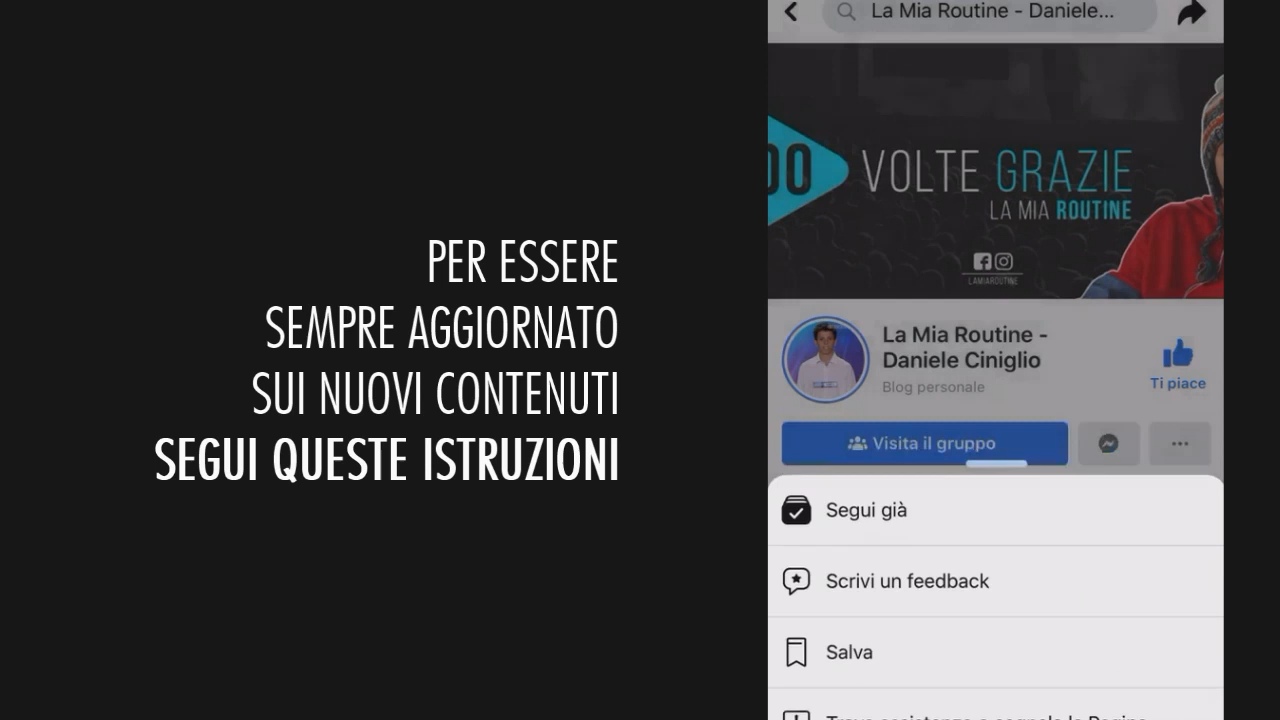 PER ESSERE
SEMPRE AGGIORNATO
SUI NUOVI CONTENUTI
SEGUI QUESTE ISTRUZIONI
La Mia Routine - Daniele...
00 VOLTE GRAZIE
LA MIA ROUTINE
LAMIAROUTINE
La Mia Routine -
Daniele Ciniglio
Blog personale
Ti piace
Visita il gruppo
Segui già
Scrivi un feedback
Salva